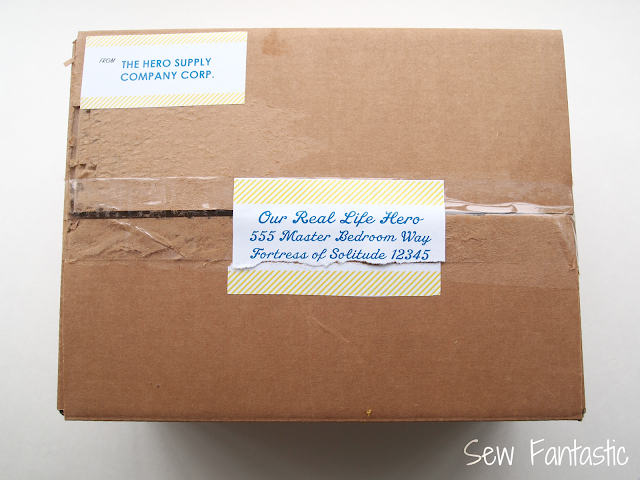 FROM THE HERO SUPPLY
COMPANY CORP.
Our Real Life Hero
555 Master Bedroom Way
Fortress of Solitude 12345
Sew Fantastic